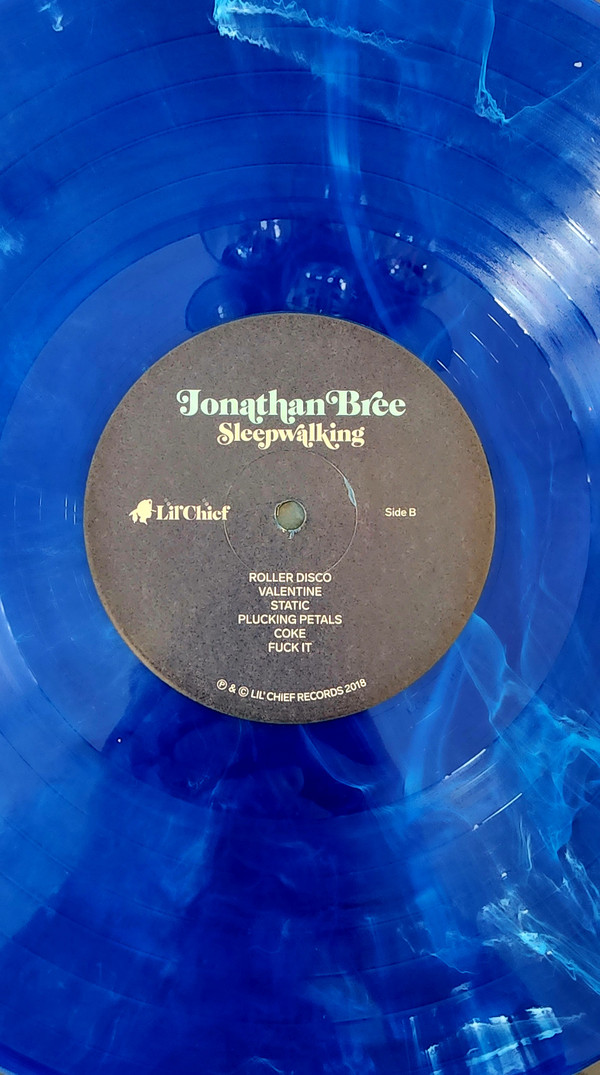 Jonathan Bree
Sleepwalking
Lil'Chief
Side B
ROLLER DISCO
VALENTINE
STATIC
PLUCKING PETALS
COKE
FUCK IT
℗ & © LIL' CHIEF RECORDS 2018